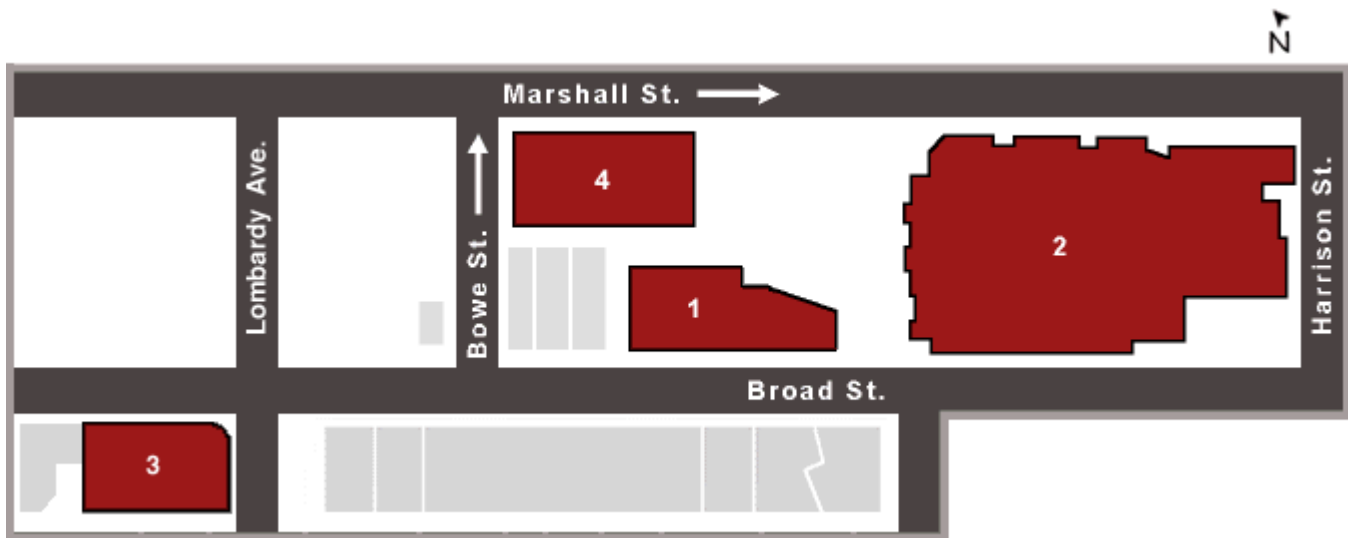 N
Marshall St.
Lombardy Ave.
Bowe St.
4
2
1
Harrison St.
Broad St.
3